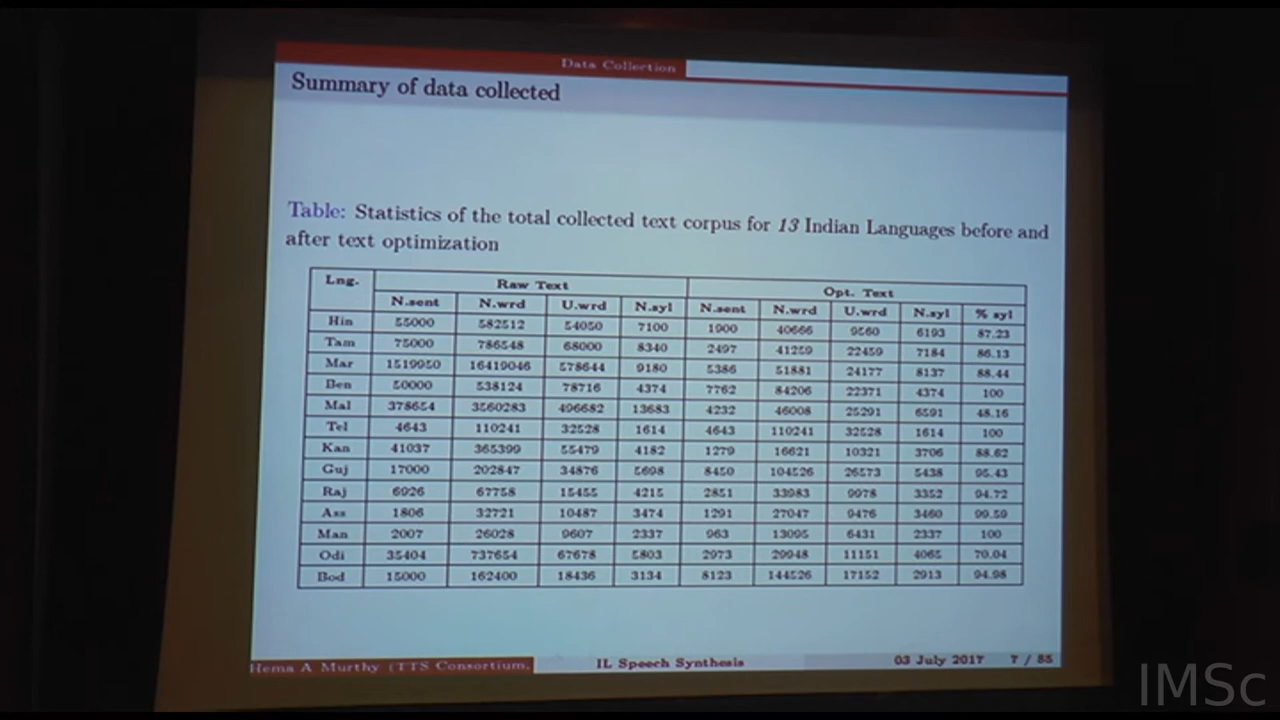 Data Collection
Summary of data collected
Table: Statistics of the total collected text corpus for 13 Indian Languages before and
after text optimization
Lng. Raw Text Opt. Text
N.sent N.wrd U.wrd N.syl N.sent N.wrd U.wrd N.syl % syl
Hin 55000 582512 54050 7100 1900 40666 9560 6193 87.23
Tam 75000 786548 68000 8340 2497 41259 22459 7184 86.13
Mar 1519950 16419046 578644 9180 5386 51881 24177 8137 88.44
Ben 50000 538124 78716 4374 7762 84206 22371 4374 100
Mal 378654 3560283 496682 13683 4232 46008 25291 6591 48.16
Tel 4643 110241 32528 1614 4643 110241 32528 1614 100
Kan 41037 365399 55479 4182 1279 16621 10321 3706 88.62
Guj 17000 202847 34876 5698 8450 104526 26573 5438 95.43
Raj 6926 67758 15455 4215 2851 33983 9978 3352 94.72
Ass 1806 32721 10487 3474 1291 27047 9476 3460 99.59
Man 2007 26028 9607 2337 963 13095 6431 2337 100
Odi 35404 737654 67678 5803 2973 29948 11151 4065 70.04
Bod 15000 162400 18436 3134 8123 144526 17152 2913 94.98
Hema A Murthy (TTS Consortium, IL Speech Synthesis 03 July 2017 7 / 85
IMSc